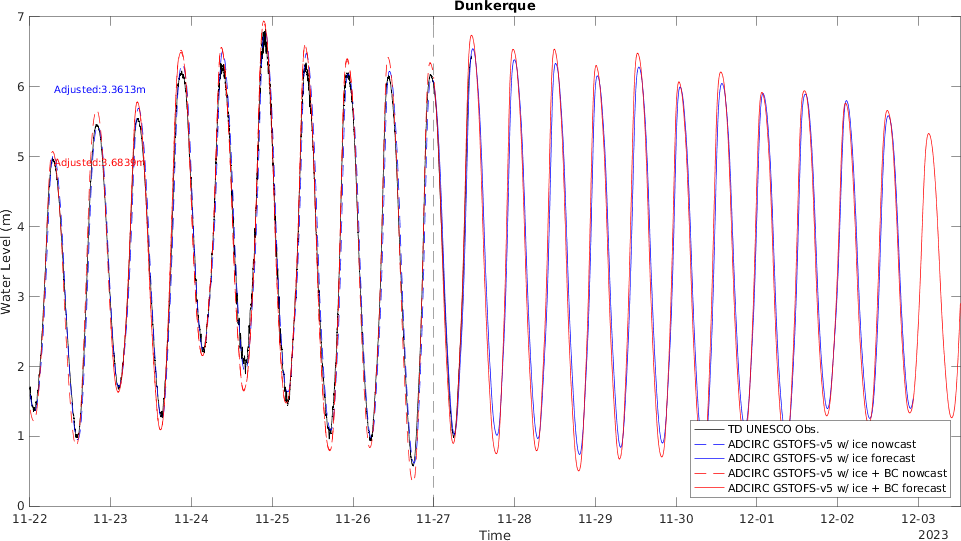 Dunkerque
7
6
5
4
3
2
1
0
Water Level (m)
Adjusted:3.3613m
Adjusted:3.6839m
TD UNESCO Obs.
ADCIRC GSTOFS-v5 w/ ice nowcast
ADCIRC GSTOFS-v5 w/ ice forecast
ADCIRC GSTOFS-v5 w/ ice + BC nowcast
ADCIRC GSTOFS-v5 w/ ice + BC forecast
11-22 11-23 11-24 11-25 11-26 11-27 11-28 11-29 11-30 12-01 12-02 12-03
Time
2023